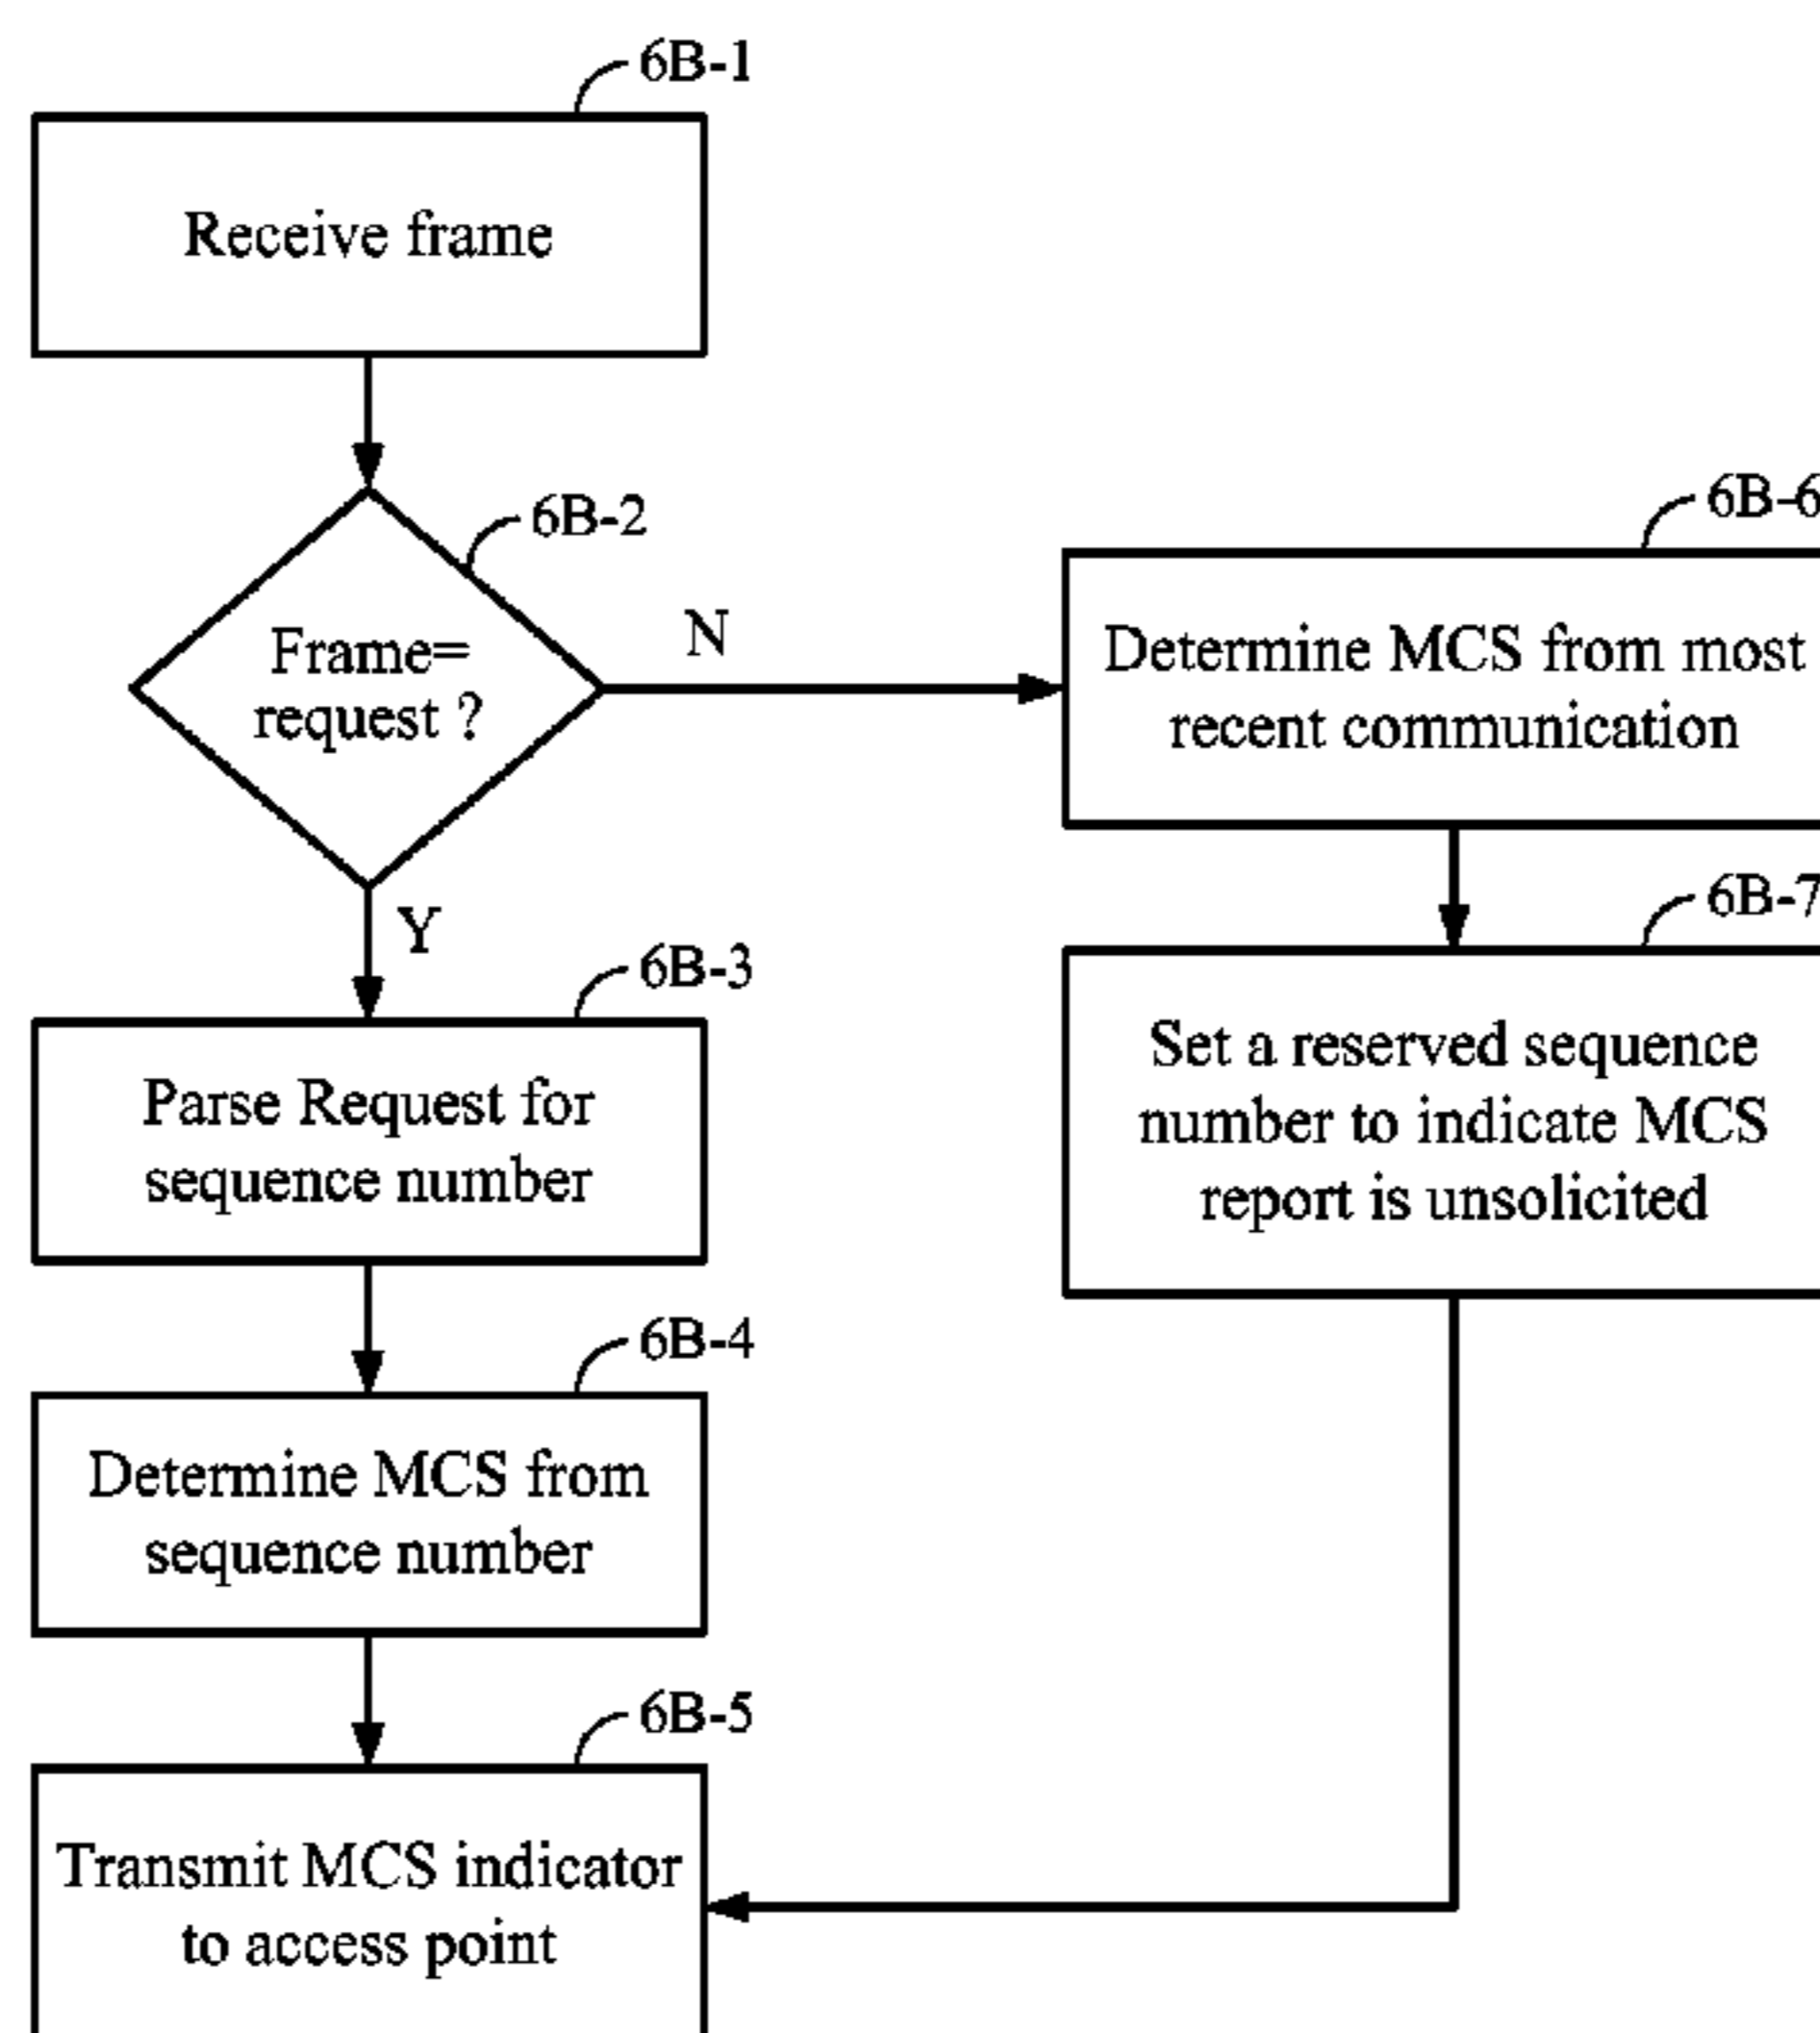 6B-1
Receive frame
6B-2
Frame=
request ?
N
Y
6B-3
Parse Request for
sequence number
6B-4
Determine MCS from
sequence number
6B-5
Transmit MCS indicator
to access point
6B-6
Determine MCS from most
recent communication
6B-7
Set a reserved sequence
number to indicate MCS
report is unsolicited